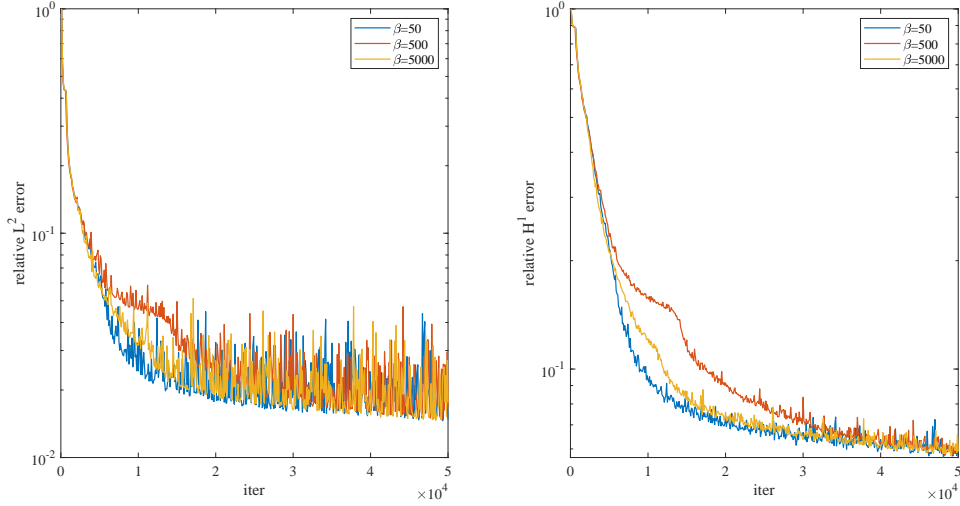 10^0
10^-1
10^-2
relative L^2 error
0
1
2
3
4
5
×10^4
iter
β=50
β=500
β=5000
10^0
10^-1
relative H^1 error
0
1
2
3
4
5
×10^4
iter
β=50
β=500
β=5000